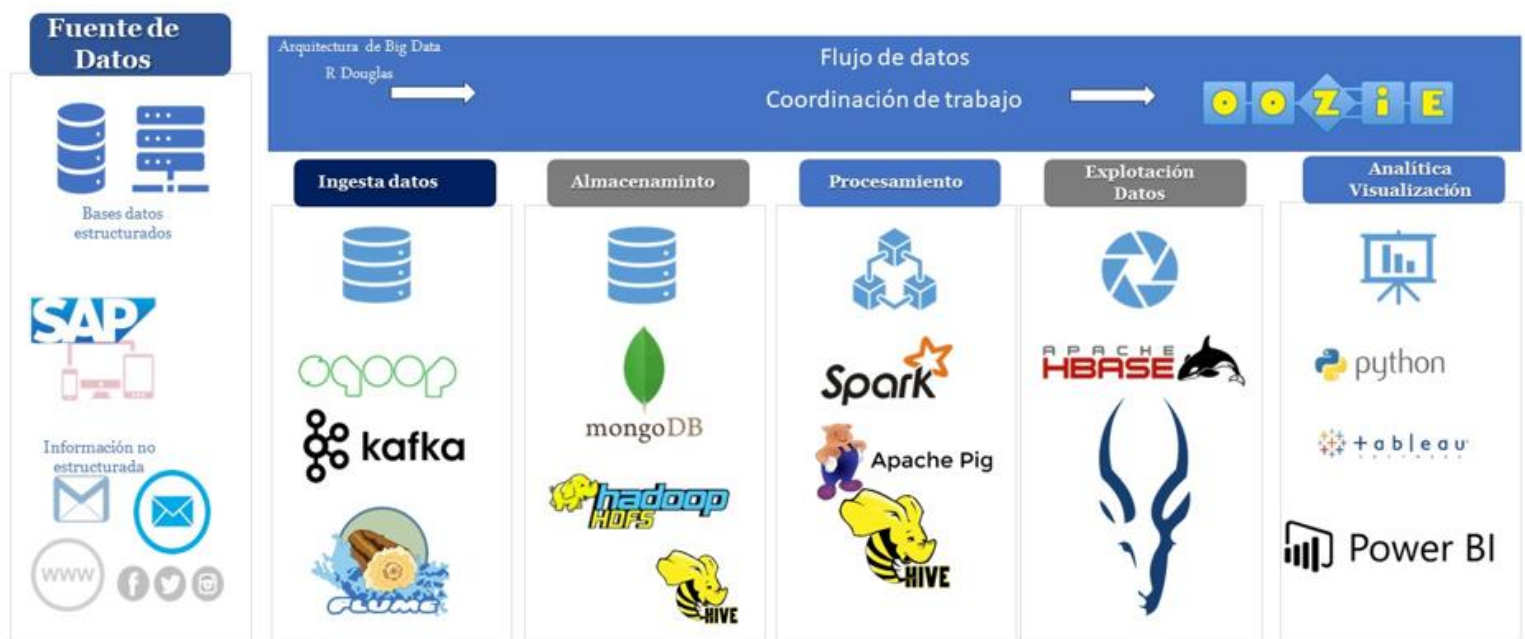 Fuente de
Datos
Bases datos
estructurados
SAP
Información no
estructurada
www
Arquitectura de Big Data
R Douglas
Flujo de datos
Coordinación de trabajo
OOZiE
Ingesta datos
sqoop
kafka
FLUME
Almacenaminto
mongoDB
hadoop
HDFS
HIVE
Procesamiento
Spark
Apache Pig
HIVE
Explotación
Datos
APACHE
HBASE
Analítica
Visualización
python
+ableau
SOFTWARE
Power BI